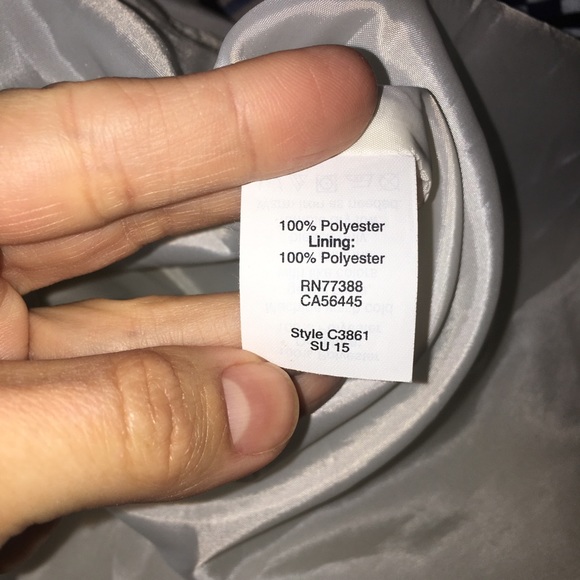 100% Polyester
Lining:
100% Polyester
RN77388
CA56445
Style C3861
SU 15